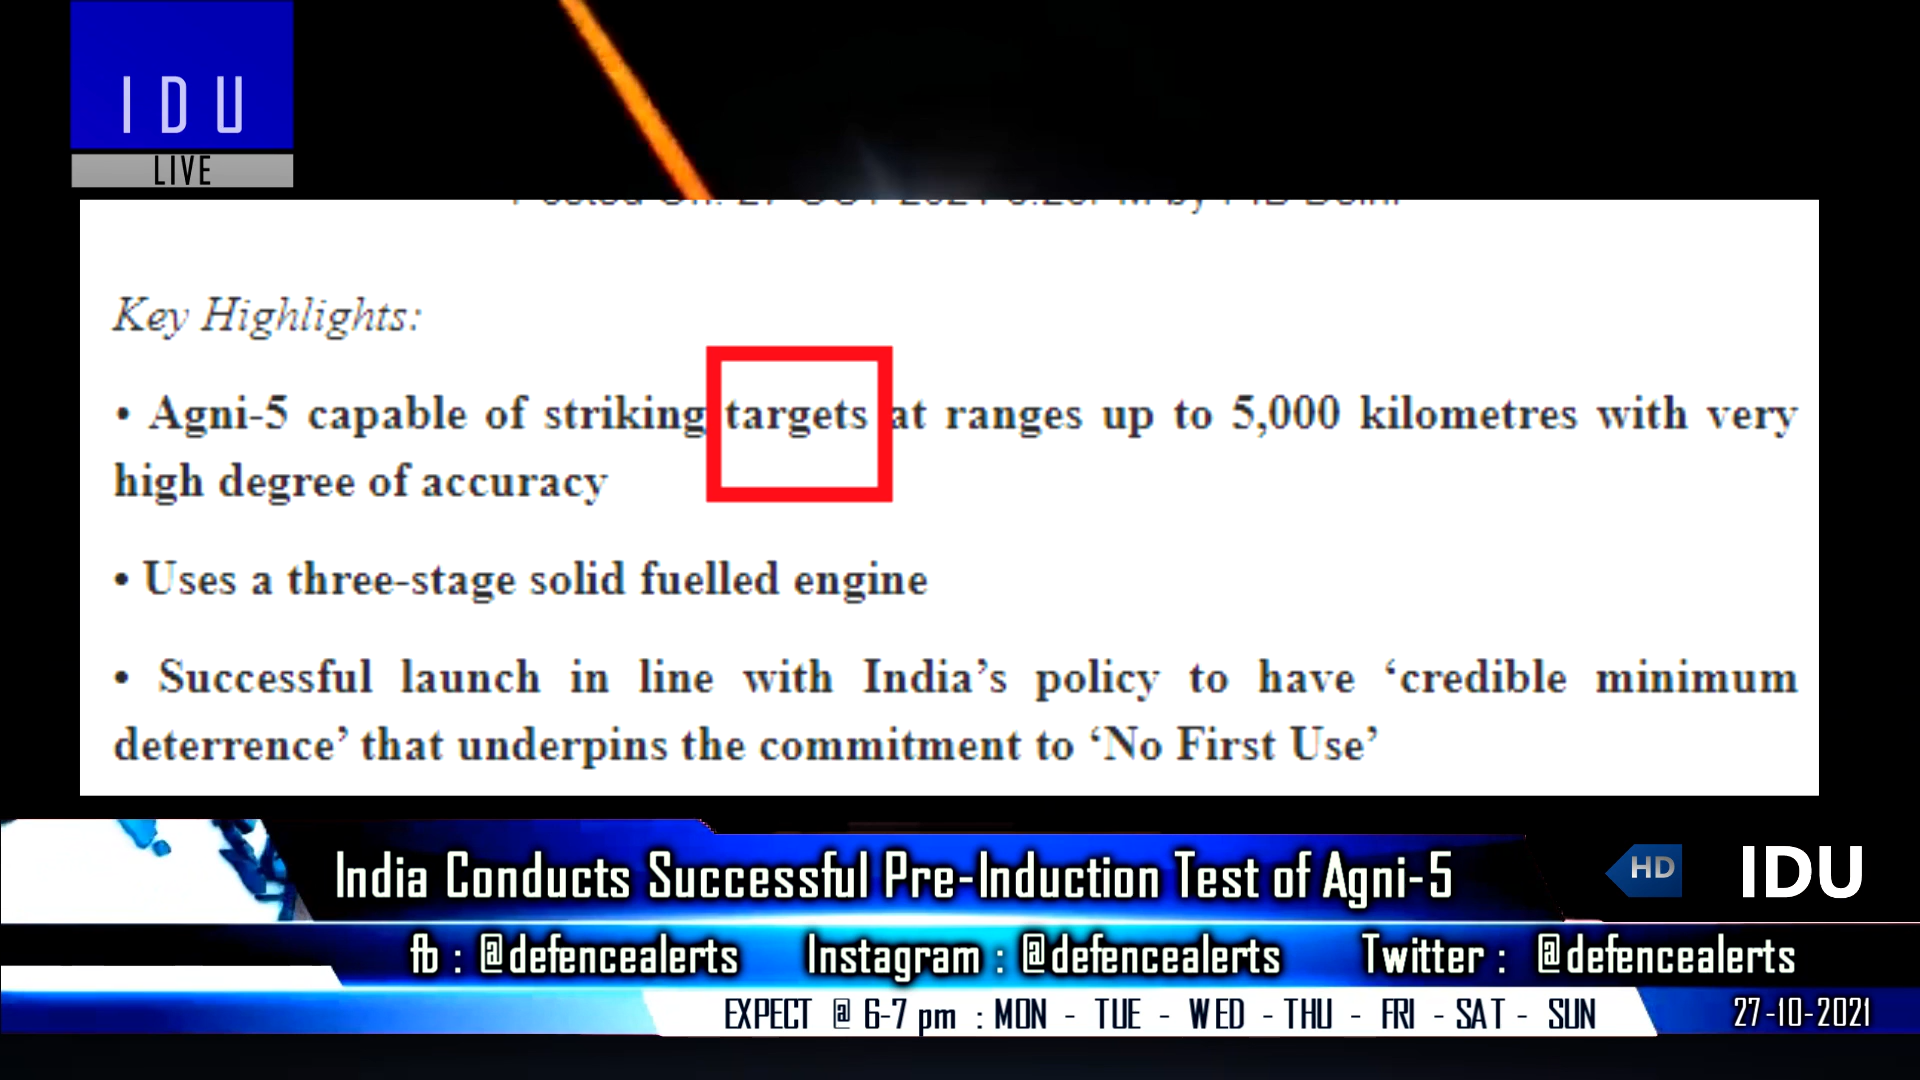 IDU
LIVE
Key Highlights:
• Agni-5 capable of striking targets at ranges up to 5,000 kilometres with very
high degree of accuracy
• Uses a three-stage solid fuelled engine
• Successful launch in line with India’s policy to have ‘credible minimum
deterrence’ that underpins the commitment to ‘No First Use’
India Conducts Successful Pre-Induction Test of Agni-5
HD IDU
fb : @defencealerts Instagram : @defencealerts Twitter : @defencealerts
EXPECT @ 6-7 pm : MON - TUE - WED - THU - FRI - SAT - SUN 27-10-2021